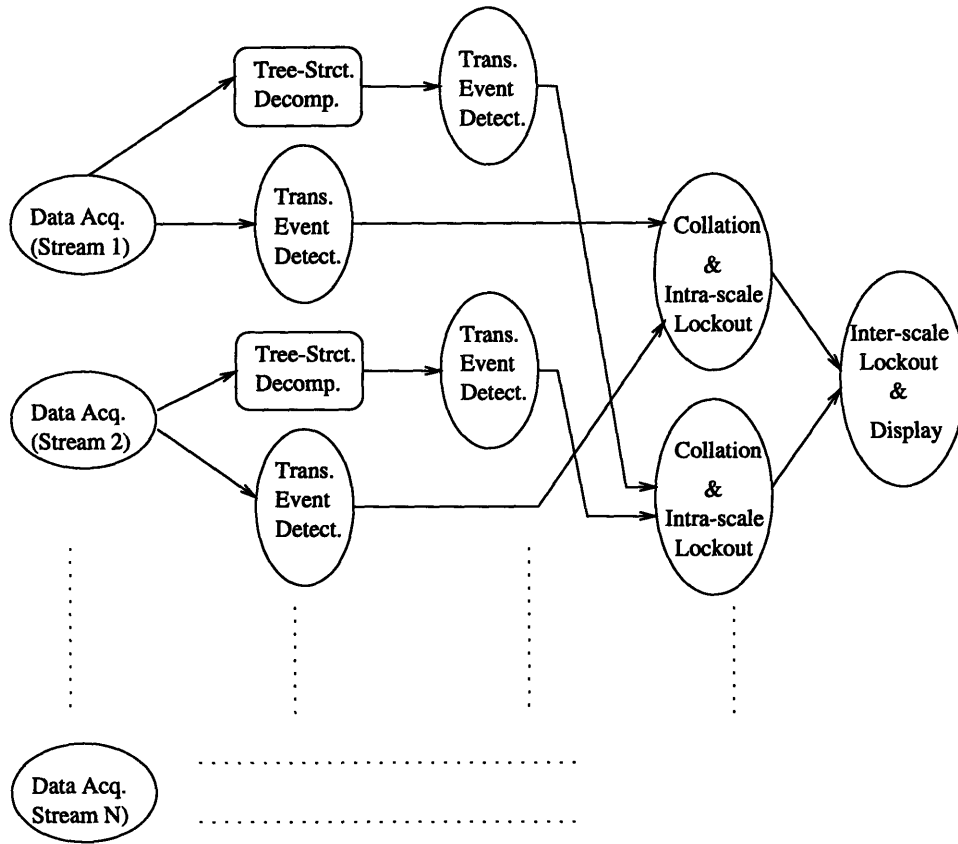 Tree-Strct.
Decomp.
Trans.
Event
Detect.
Data Acq.
(Stream 1)
Trans.
Event
Detect.
Collation
&
Intra-scale
Lockout
Tree-Strct.
Decomp.
Trans.
Event
Detect.
Inter-scale
Lockout
&
Display
Data Acq.
(Stream 2)
Trans.
Event
Detect.
Collation
&
Intra-scale
Lockout
Data Acq.
Stream N)